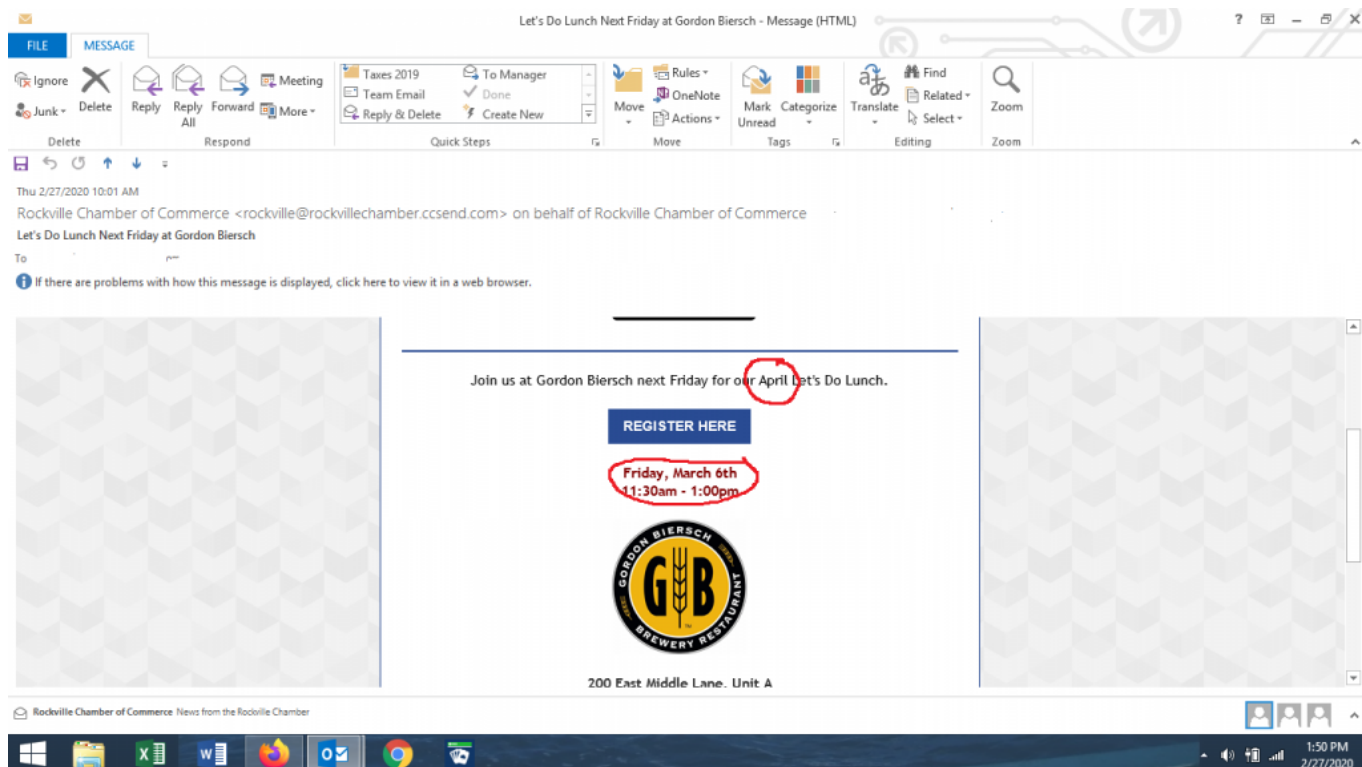 Let's Do Lunch Next Friday at Gordon Biersch - Message (HTML)
FILE MESSAGE
Ignore
Junk
Delete
Reply
Reply All
Forward
Meeting
More
Taxes 2019
Team Email
Reply & Delete
To Manager
Done
Create New
Move
Rules
OneNote
Actions
Mark Unread
Categorize
Translate
Find
Related
Select
Zoom
Delete Respond Quick Steps Move Tags Editing Zoom
Thu 2/27/2020 10:01 AM
Rockville Chamber of Commerce <rockville@rockvillechamber.ccsend.com> on behalf of Rockville Chamber of Commerce
Let's Do Lunch Next Friday at Gordon Biersch
To
If there are problems with how this message is displayed, click here to view it in a web browser.
Join us at Gordon Biersch next Friday for our April Let's Do Lunch.
REGISTER HERE
Friday, March 6th
11:30am - 1:00pm
GORDON BIERSCH
GB
TM
BREWERY RESTAURANT
200 East Middle Lane, Unit A
Rockville Chamber of Commerce News from the Rockville Chamber
1:50 PM
2/27/2020